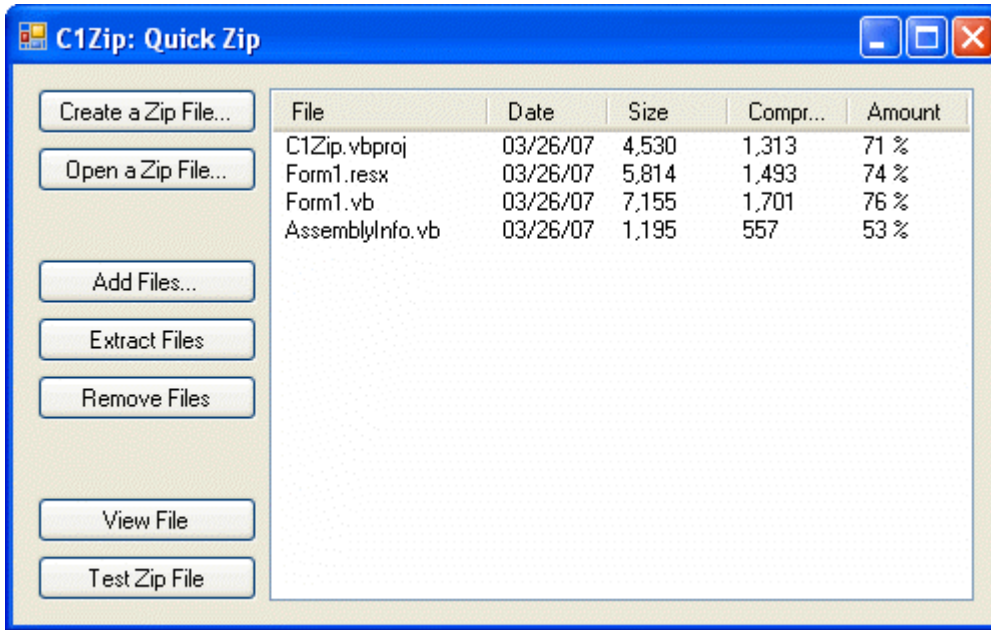 C1Zip: Quick Zip
Create a Zip File...
Open a Zip File...
Add Files...
Extract Files
Remove Files
View File
Test Zip File
File Date Size Compr... Amount
C1Zip.vbproj 03/26/07 4,530 1,313 71 %
Form1.resx 03/26/07 5,814 1,493 74 %
Form1.vb 03/26/07 7,155 1,701 76 %
AssemblyInfo.vb 03/26/07 1,195 557 53 %